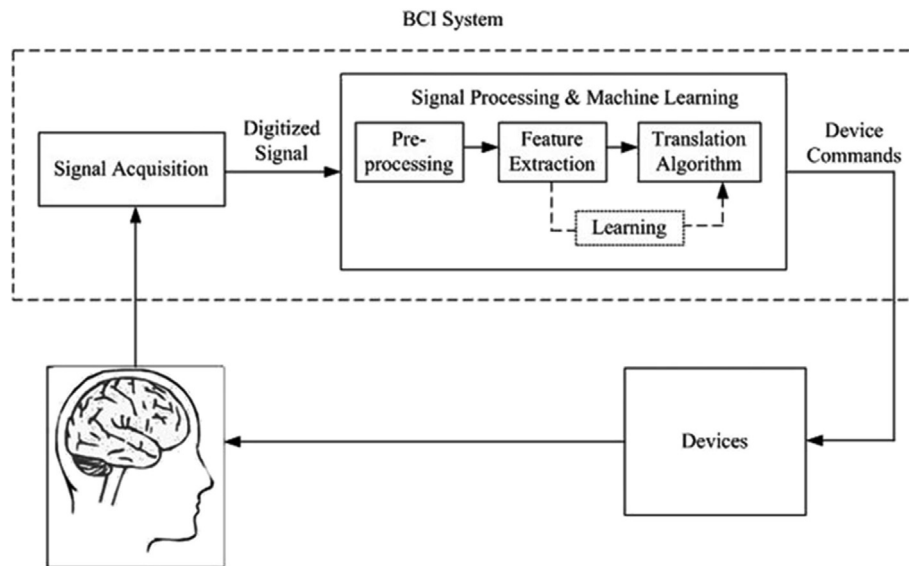 BCI System
Signal Processing & Machine Learning
Digitized
Signal
Signal Acquisition
Pre-
processing
Feature
Extraction
Translation
Algorithm
Learning
Device
Commands
Devices